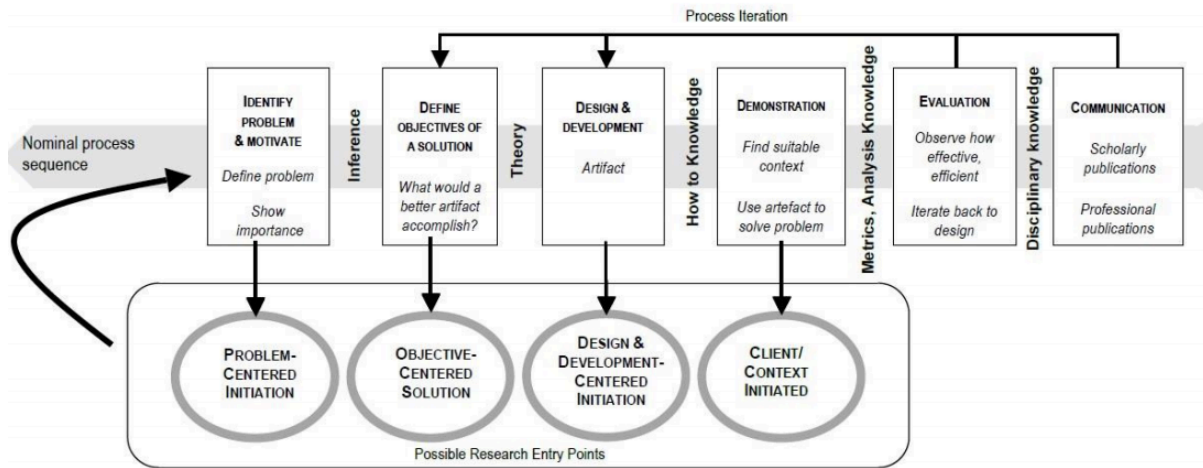 Process Iteration
Nominal process
sequence
IDENTIFY
PROBLEM
& MOTIVATE
Define problem
Show
importance
Inference
DEFINE
OBJECTIVES OF
A SOLUTION
What would a
better artifact
accomplish?
Theory
DESIGN &
DEVELOPMENT
Artifact
How to Knowledge
DEMONSTRATION
Find suitable
context
Use artefact to
solve problem
Metrics, Analysis Knowledge
EVALUATION
Observe how
effective,
efficient
Iterate back to
design
Disciplinary knowledge
COMMUNICATION
Scholarly
publications
Professional
publications
PROBLEM-
CENTERED
INITIATION
OBJECTIVE-
CENTERED
SOLUTION
DESIGN &
DEVELOPMENT-
CENTERED
INITIATION
CLIENT/
CONTEXT
INITIATED
Possible Research Entry Points